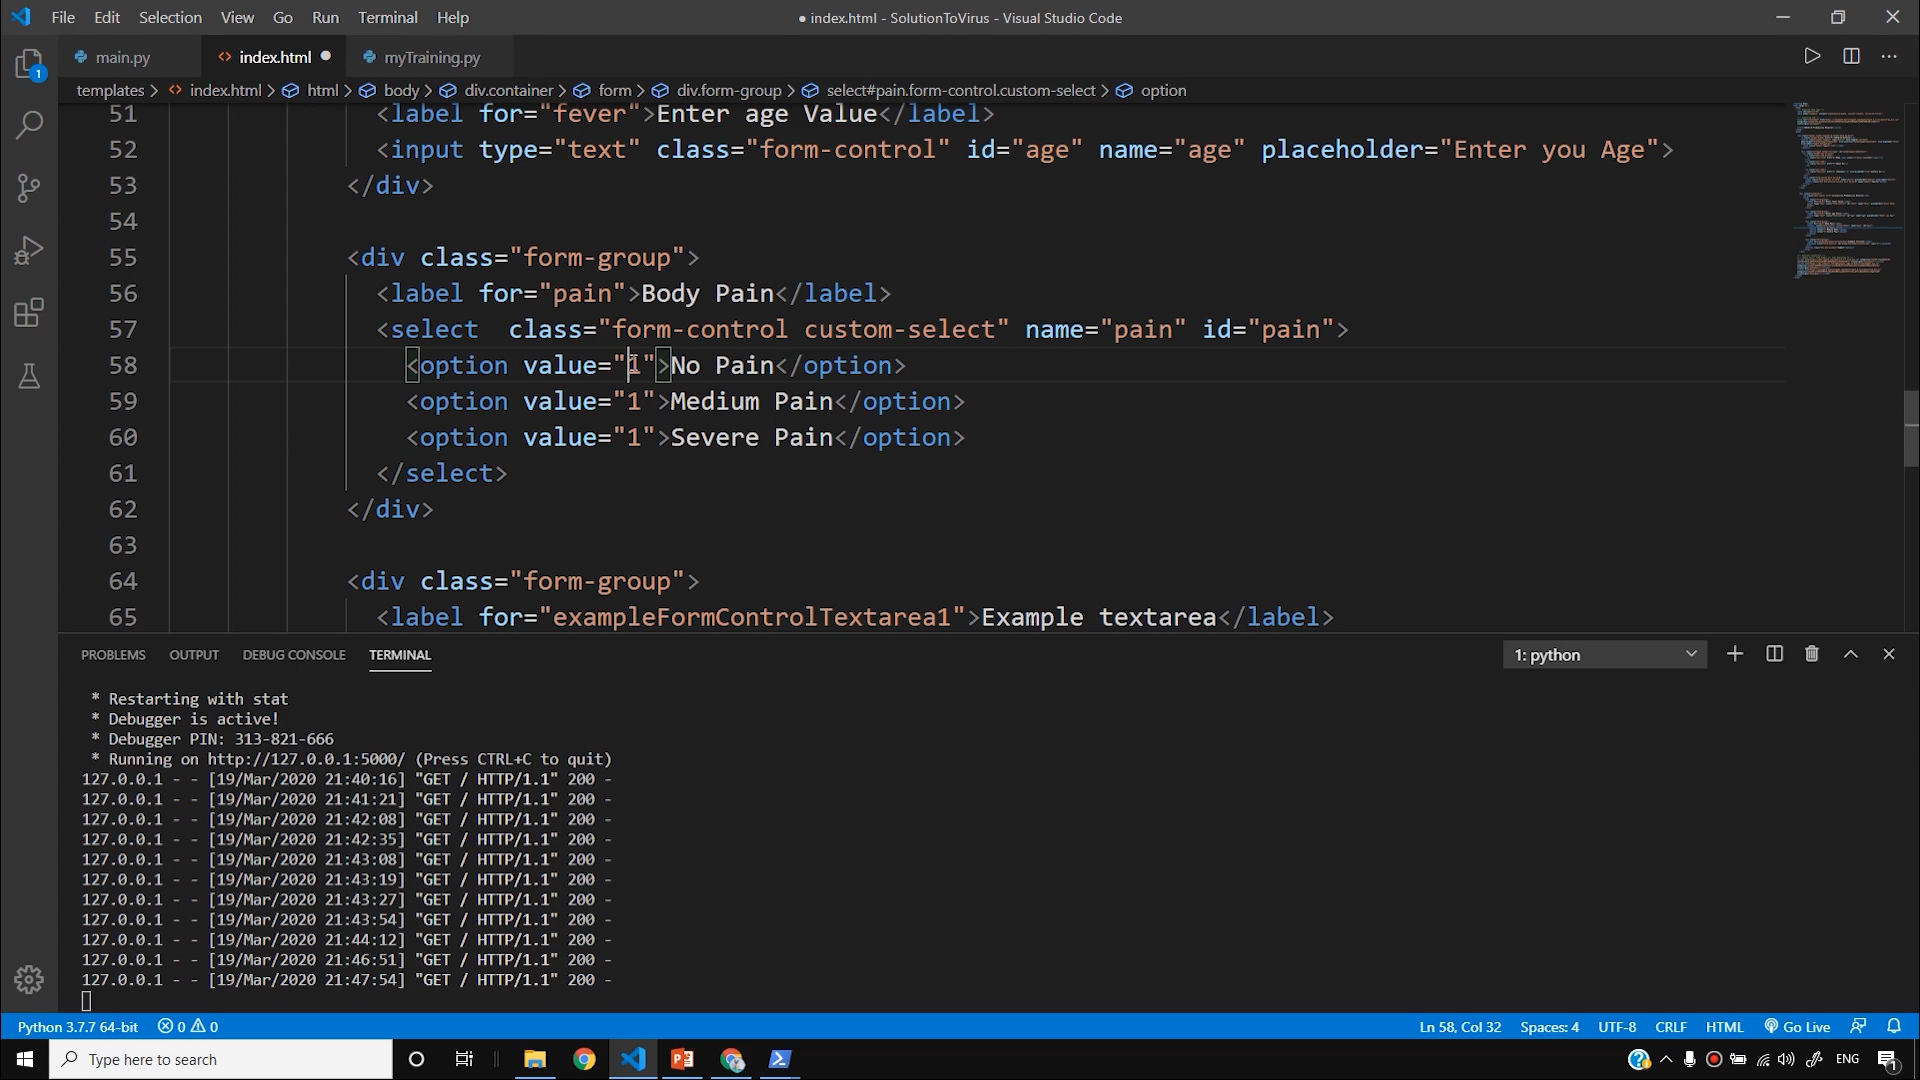 File Edit Selection View Go Run Terminal Help
● index.html - SolutionToVirus - Visual Studio Code
main.py
<> index.html ●
myTraining.py
templates > <> index.html > html > body > div.container > form > div.form-group > select#pain.form-control.custom-select > option
51 <label for="fever">Enter age Value</label>
52 <input type="text" class="form-control" id="age" name="age" placeholder="Enter you Age">
53 </div>
54
55 <div class="form-group">
56 <label for="pain">Body Pain</label>
57 <select  class="form-control custom-select" name="pain" id="pain">
58 <option value="1">No Pain</option>
59 <option value="1">Medium Pain</option>
60 <option value="1">Severe Pain</option>
61 </select>
62 </div>
63
64 <div class="form-group">
65 <label for="exampleFormControlTextarea1">Example textarea</label>
PROBLEMS OUTPUT DEBUG CONSOLE TERMINAL
1: python
* Restarting with stat
* Debugger is active!
* Debugger PIN: 313-821-666
* Running on http://127.0.0.1:5000/ (Press CTRL+C to quit)
127.0.0.1 - - [19/Mar/2020 21:40:16] "GET / HTTP/1.1" 200 -
127.0.0.1 - - [19/Mar/2020 21:41:21] "GET / HTTP/1.1" 200 -
127.0.0.1 - - [19/Mar/2020 21:42:08] "GET / HTTP/1.1" 200 -
127.0.0.1 - - [19/Mar/2020 21:42:35] "GET / HTTP/1.1" 200 -
127.0.0.1 - - [19/Mar/2020 21:43:08] "GET / HTTP/1.1" 200 -
127.0.0.1 - - [19/Mar/2020 21:43:19] "GET / HTTP/1.1" 200 -
127.0.0.1 - - [19/Mar/2020 21:43:27] "GET / HTTP/1.1" 200 -
127.0.0.1 - - [19/Mar/2020 21:43:54] "GET / HTTP/1.1" 200 -
127.0.0.1 - - [19/Mar/2020 21:44:12] "GET / HTTP/1.1" 200 -
127.0.0.1 - - [19/Mar/2020 21:46:51] "GET / HTTP/1.1" 200 -
127.0.0.1 - - [19/Mar/2020 21:47:54] "GET / HTTP/1.1" 200 -
Python 3.7.7 64-bit 0 0
Ln 58, Col 32 Spaces: 4 UTF-8 CRLF HTML Go Live
Type here to search
ENG
1